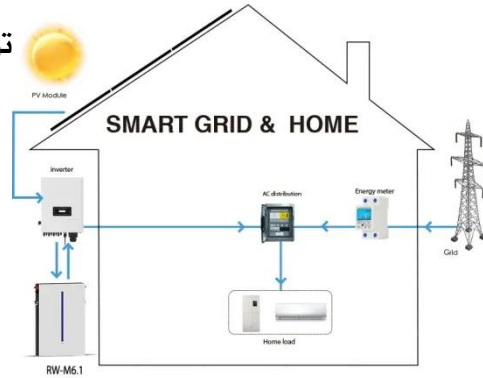 PV Module
SMART GRID & HOME
Inverter
AC distribution
Energy meter
Grid
Home load
RW-M6.1